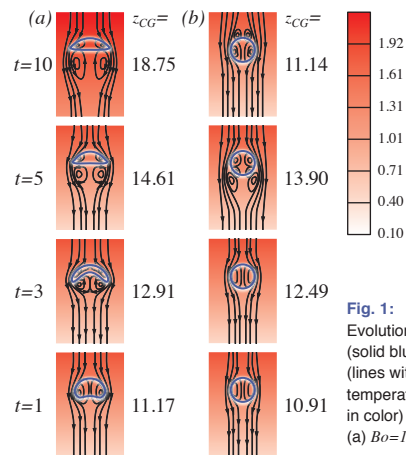 (a) z_CG= (b) z_CG=
t=10 18.75 11.14
t=5 14.61 13.90
t=3 12.91 12.49
t=1 11.17 10.91
1.92
1.61
1.31
1.01
0.71
0.40
0.10
Fig. 1:
Evolution
(solid blu
(lines wit
temperat
in color)
(a) Bo=1